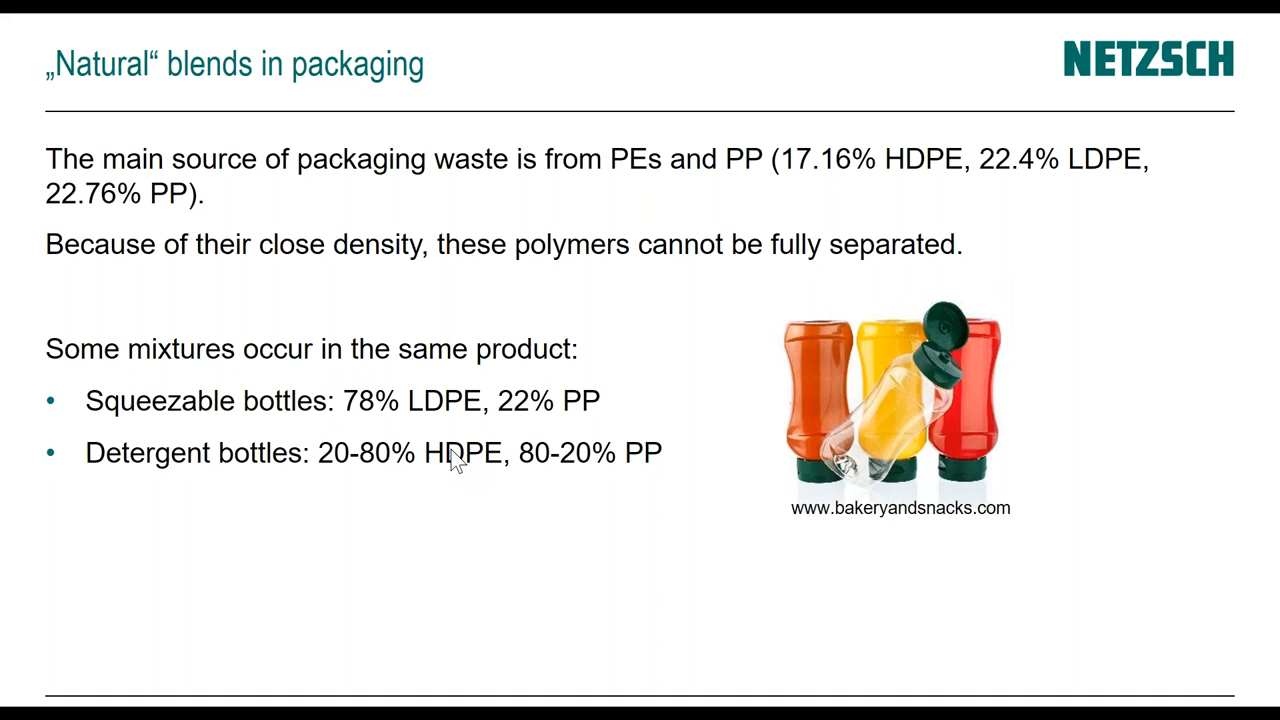 „Natural“ blends in packaging
NETZSCH
The main source of packaging waste is from PEs and PP (17.16% HDPE, 22.4% LDPE,
22.76% PP).
Because of their close density, these polymers cannot be fully separated.
Some mixtures occur in the same product:
• Squeezable bottles: 78% LDPE, 22% PP
• Detergent bottles: 20-80% HDPE, 80-20% PP
www.bakeryandsnacks.com